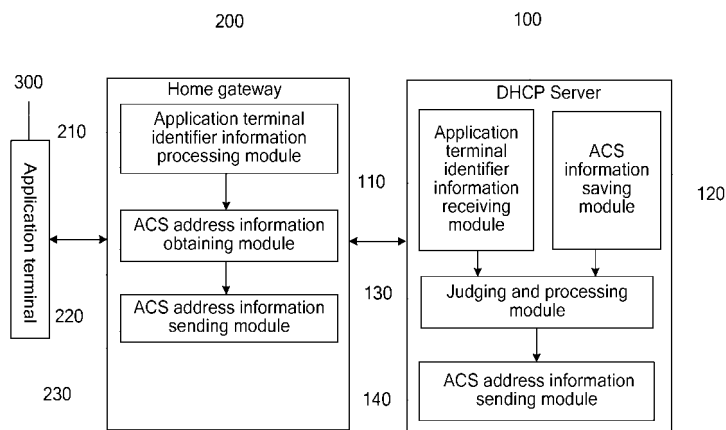 200
100
300
Home gateway
DHCP Server
210
Application terminal
identifier information
processing module
Application
terminal
identifier
information
receiving
module
ACS
information
saving
module
110
120
Application terminal
ACS address information
obtaining module
220
ACS address information
sending module
130
Judging and processing
module
230
140
ACS address information
sending module